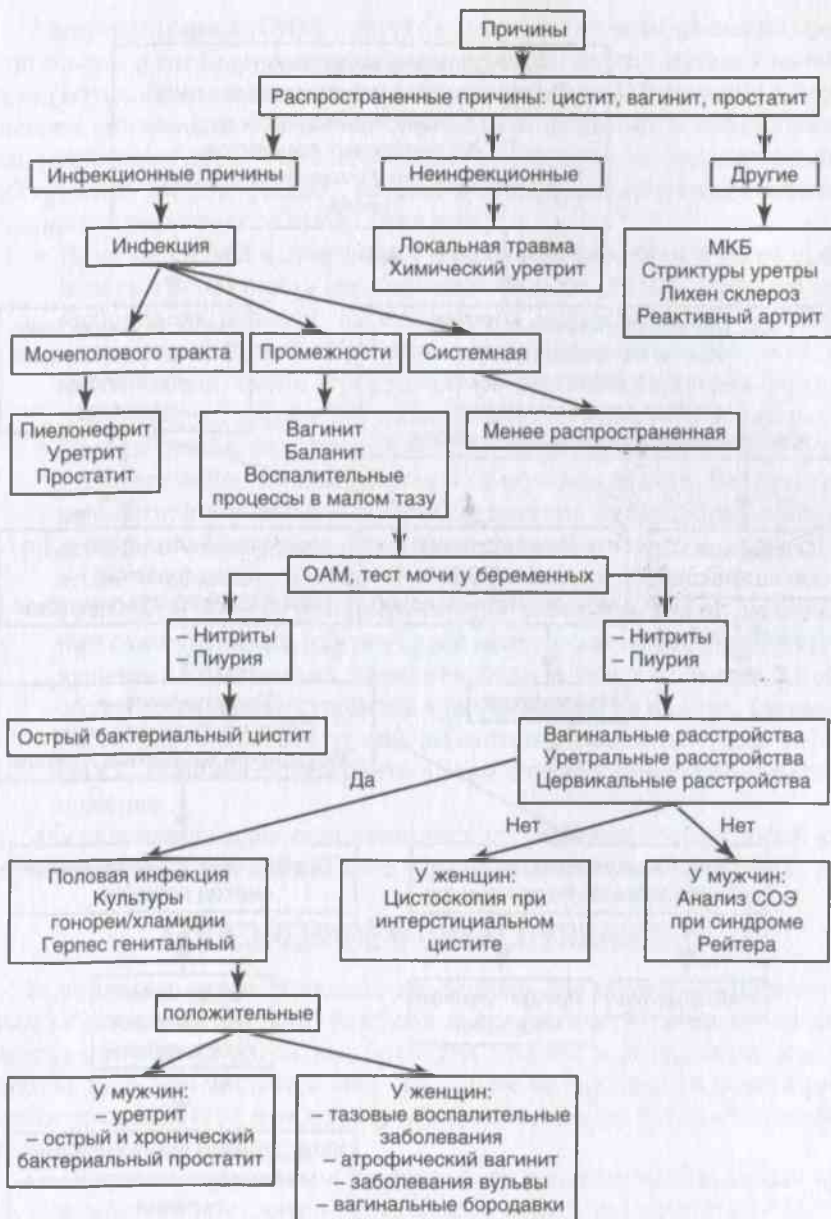 Причины
Распространенные причины: цистит, вагинит, простатит
Инфекционные причины
Неинфекционные
Другие
Инфекция
Локальная травма
Химический уретрит
МКБ
Стриктуры уретры
Лихен склероз
Реактивный артрит
Мочеполового тракта
Промежности
Системная
Пиелонефрит
Уретрит
Простатит
Вагинит
Баланит
Воспалительные
процессы в малом тазу
Менее распространенная
ОАМ, тест мочи у беременных
– Нитриты
– Пиурия
– Нитриты
– Пиурия
Острый бактериальный цистит
Вагинальные расстройства
Уретральные расстройства
Цервикальные расстройства
Да
Нет
Нет
Половая инфекция
Культуры
гонореи/хламидии
Герпес генитальный
У женщин:
Цистоскопия при
интерстициальном
цистите
У мужчин:
Анализ СОЭ
при синдроме
Рейтера
положительные
У мужчин:
– уретрит
– острый и хронический
бактериальный простатит
У женщин:
– тазовые воспалительные
заболевания
– атрофический вагинит
– заболевания вульвы
– вагинальные бородавки